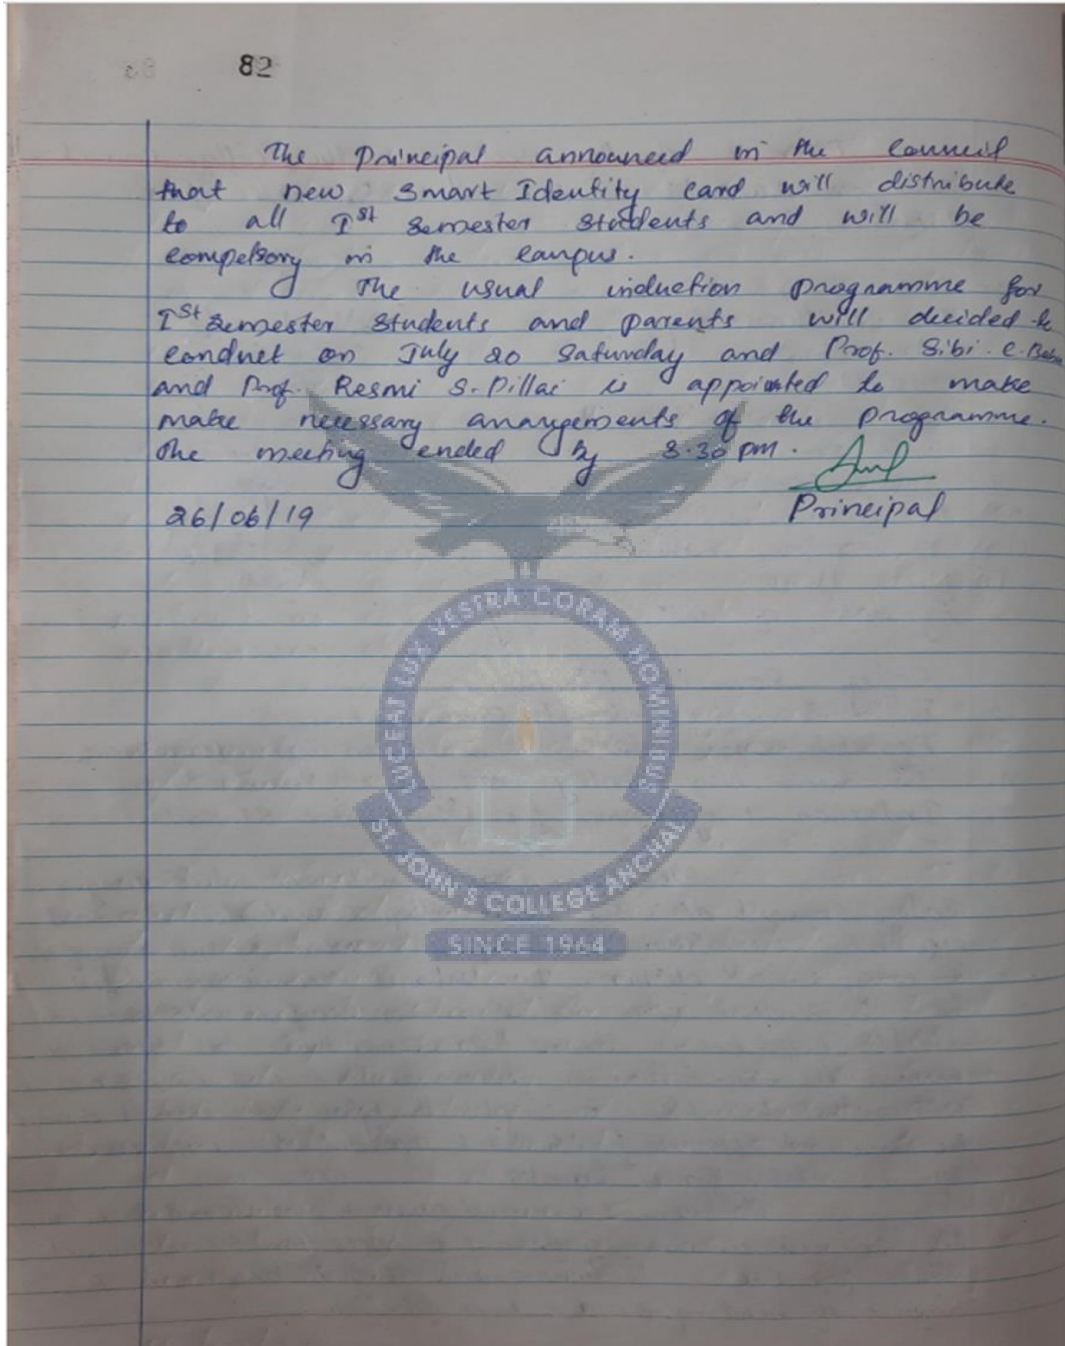 82
The Principal announced in the Council
that new Smart Identity card will distribute
to all Ist Semester Students and will be
compelsory in the campus.
The usual induction programme for
Ist Semester Students and parents will decided to
conduct on July 20 Saturday and Prof. Sibi. C. Babu
and Prof. Resmi S. Pillai is appointed to make
make necessary arrangements of the programme.
The meeting ended by 3.30 pm.
26/06/19
Principal
LUCEAT LUX VESTRA CORAM HOMINIBUS
ST. JOHN'S COLLEGE ANCHAL
SINCE 1964